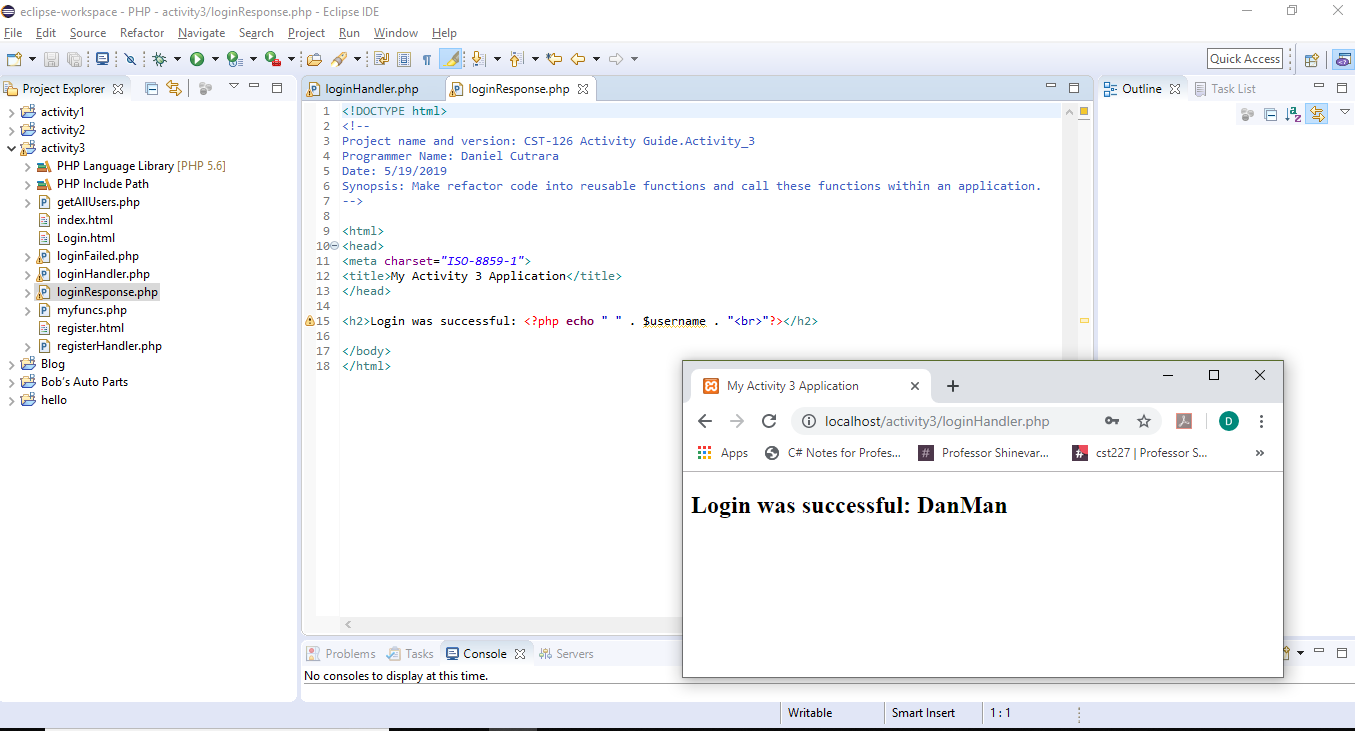 eclipse-workspace - PHP - activity3/loginResponse.php - Eclipse IDE
File Edit Source Refactor Navigate Search Project Run Window Help
Quick Access
Project Explorer
activity1
activity2
activity3
PHP Language Library [PHP 5.6]
PHP Include Path
getAllUsers.php
index.html
Login.html
loginFailed.php
loginHandler.php
loginResponse.php
myfuncs.php
register.html
registerHandler.php
Blog
Bob's Auto Parts
hello
loginHandler.php loginResponse.php
1 <!DOCTYPE html>
2 <!--
3 Project name and version: CST-126 Activity Guide.Activity_3
4 Programmer Name: Daniel Cutrara
5 Date: 5/19/2019
6 Synopsis: Make refactor code into reusable functions and call these functions within an application.
7 -->
8
9 <html>
10 <head>
11 <meta charset="ISO-8859-1">
12 <title>My Activity 3 Application</title>
13 </head>
14
15 <h2>Login was successful: <?php echo " " . $username . "<br>"?></h2>
16
17 </body>
18 </html>
Outline Task List
My Activity 3 Application
localhost/activity3/loginHandler.php
D
Apps C# Notes for Profes... # Professor Shinevar... # cst227 | Professor S... »
Login was successful: DanMan
Problems Tasks Console Servers
No consoles to display at this time.
Writable Smart Insert 1 : 1